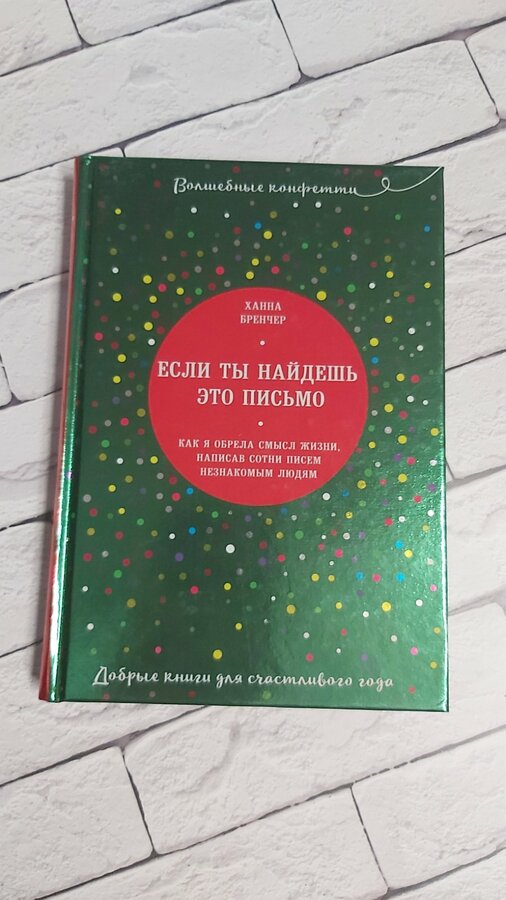 Волшебные конфетти
ХАННА
БРЕНЧЕР
ЕСЛИ ТЫ НАЙДЕШЬ
ЭТО ПИСЬМО
КАК Я ОБРЕЛА СМЫСЛ ЖИЗНИ,
НАПИСАВ СОТНИ ПИСЕМ
НЕЗНАКОМЫМ ЛЮДЯМ
Добрые книги для счастливого года